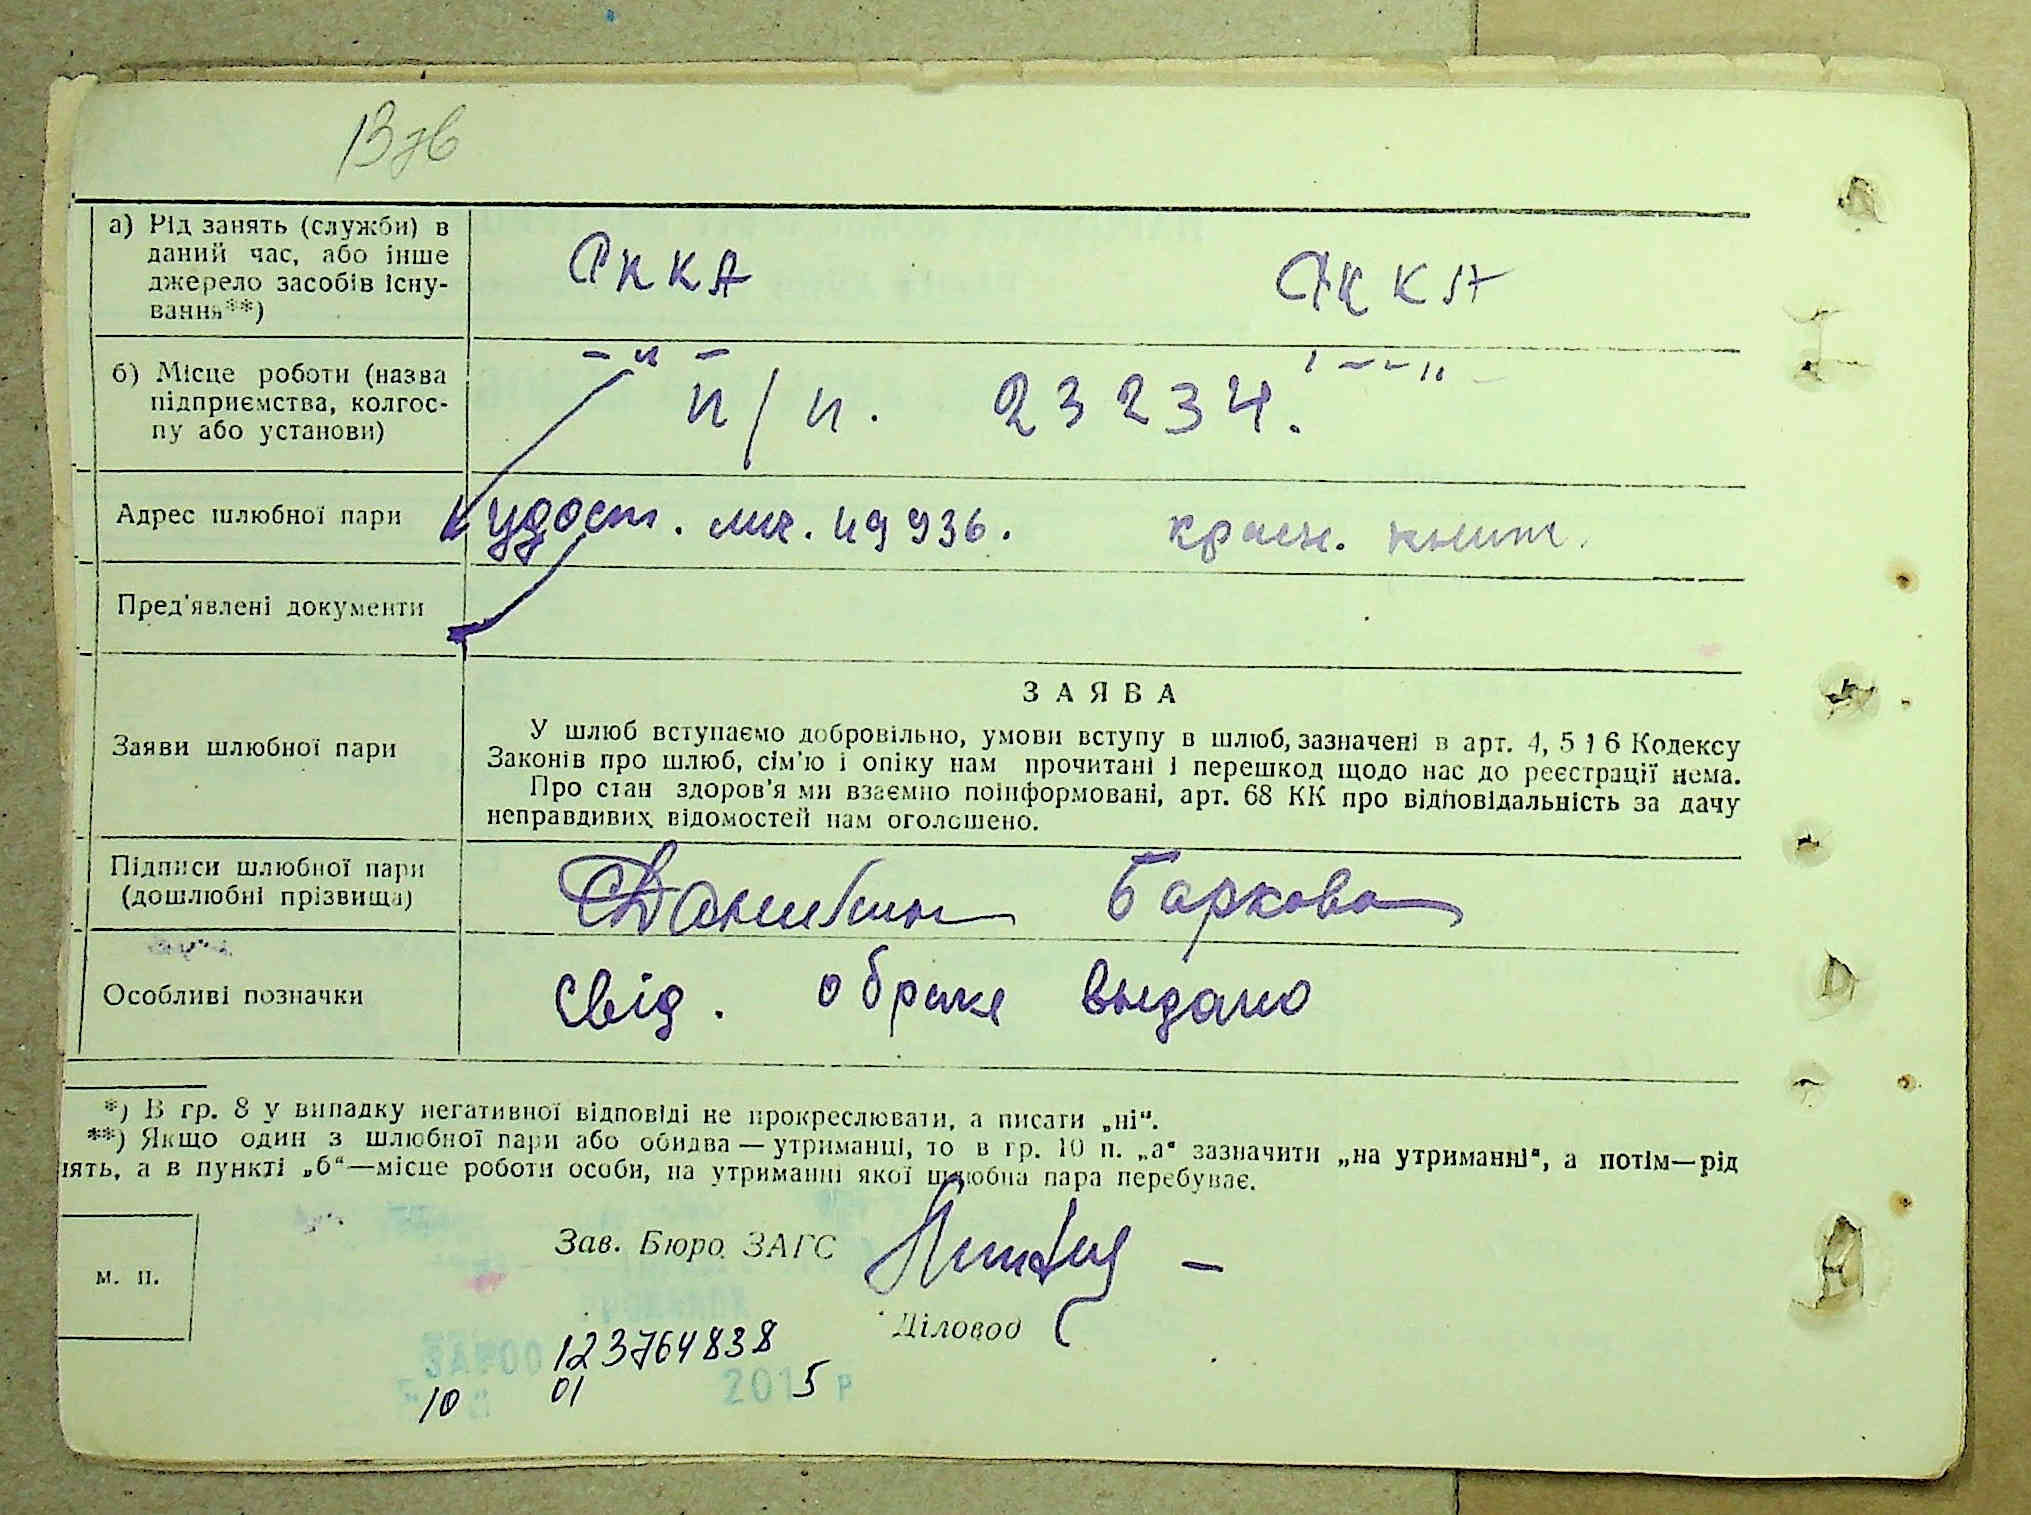 13зв
а) Рід занять (служби) в
даний час, або інше
джерело засобів існу-
вання**)
РККА РККА
б) Місце роботи (назва
підприємства, колгос-
пу або установи)
— " — — " —
п/п. 23234.
Адрес шлюбної пари
удост. лич. 49936. красн. книж.
Пред'явлені документи
Заяви шлюбної пари
ЗАЯВА
У шлюб вступаємо добровільно, умови вступу в шлюб, зазначені в арт. 4, 5 і 6 Кодексу
Законів про шлюб, сім'ю і опіку нам прочитані і перешкод щодо нас до реєстрації нема.
Про стан здоров'я ми взаємно поінформовані, арт. 68 КК про відповідальність за дачу
неправдивих відомостей нам оголошено.
Підписи шлюбної пари
(дошлюбні прізвища)
Баркова
Особливі позначки
Свід. о браке выдано
*) В гр. 8 у випадку негативної відповіді не прокреслювати, а писати „ні“.
**) Якщо один з шлюбної пари або обидва — утриманці, то в гр. 10 п. „а“ зазначити „на утриманні“, а потім—рід
нять, а в пункті „б“—місце роботи особи, на утриманні якої шлюбна пара перебуває.
м. п.
Зав. Бюро ЗАГС
Діловод
123764838
10 01 2015 р